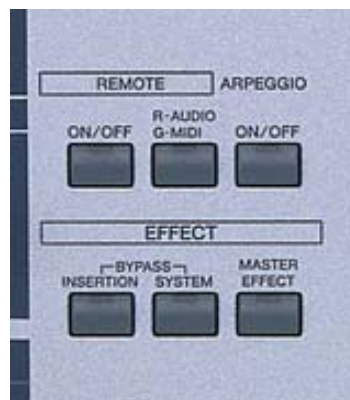 REMOTE ARPEGGIO
R-AUDIO
ON/OFF G-MIDI ON/OFF
EFFECT
BYPASS MASTER
INSERTION SYSTEM EFFECT